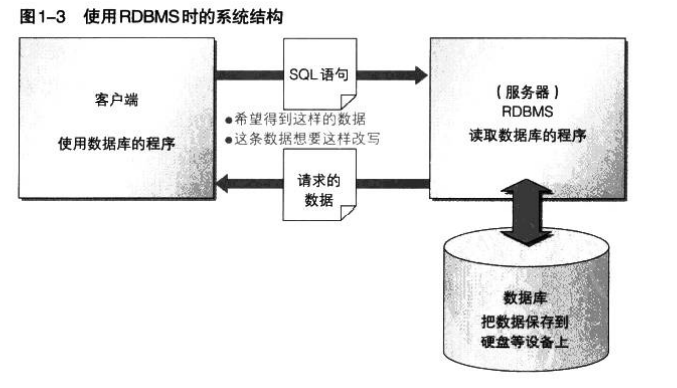 图1-3 使用RDBMS时的系统结构
客户端
使用数据库的程序
SQL语句
●希望得到这样的数据
●这条数据想要这样改写
请求的
数据
(服务器)
RDBMS
读取数据库的程序
数据库
把数据保存到
硬盘等设备上